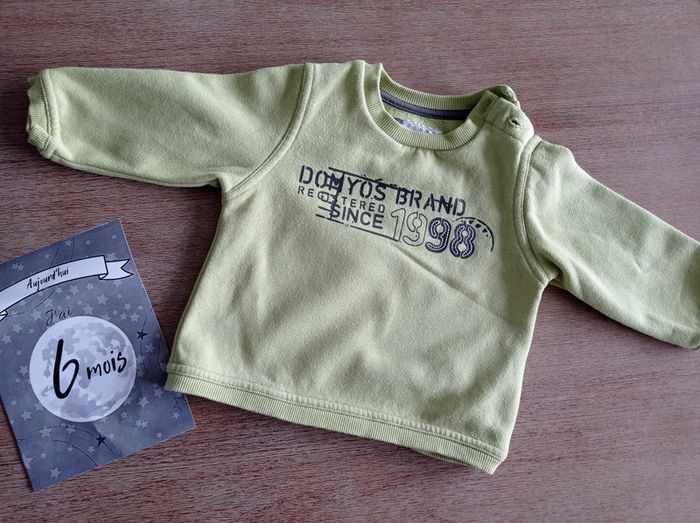 DOMYOS BRAND
REGISTERED
SINCE 1998
Aujourd'hui
J'ai
6 mois